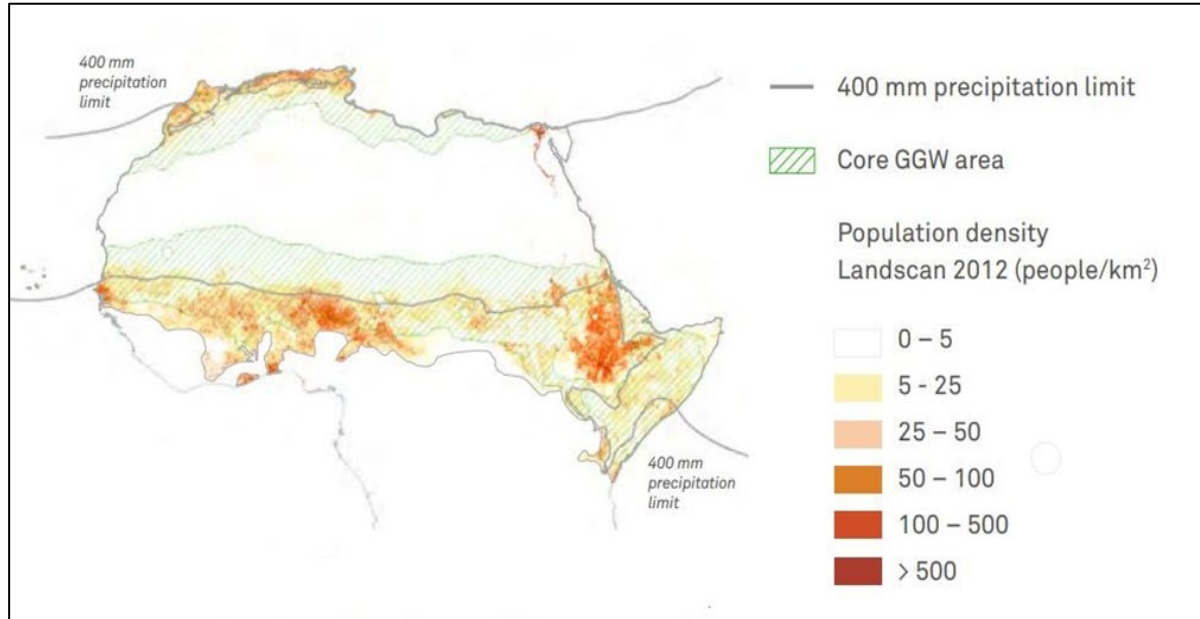 400 mm
precipitation
limit
400 mm precipitation limit
Core GGW area
Population density
Landscan 2012 (people/km²)
0 – 5
5 - 25
25 – 50
50 – 100
100 – 500
> 500
400 mm
precipitation
limit